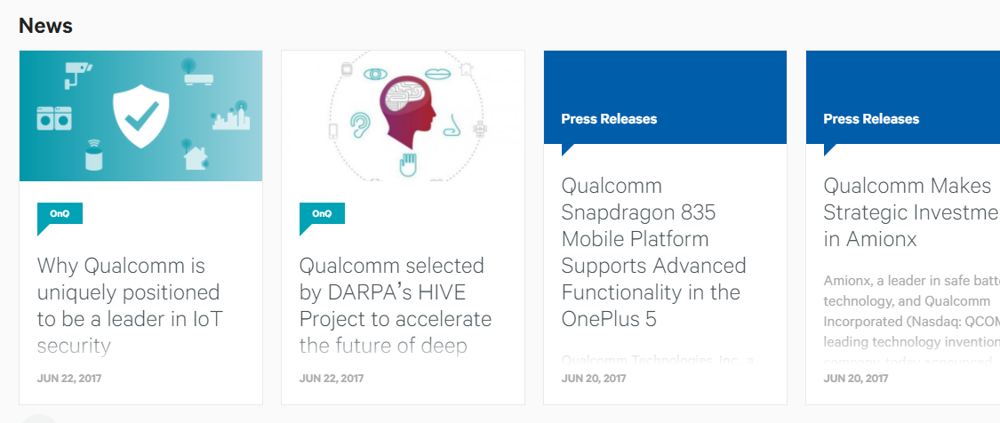 News
OnQ
Why Qualcomm is
uniquely positioned
to be a leader in IoT
security
JUN 22, 2017
OnQ
Qualcomm selected
by DARPA’s HIVE
Project to accelerate
the future of deep
JUN 22, 2017
Press Releases
Qualcomm
Snapdragon 835
Mobile Platform
Supports Advanced
Functionality in the
OnePlus 5
Qualcomm Technologies, Inc., a
JUN 20, 2017
Press Releases
Qualcomm Makes
Strategic Investme
in Amionx
Amionx, a leader in safe batt
technology, and Qualcomm
Incorporated (Nasdaq: QCOM
leading technology invention
company, today announced
JUN 20, 2017